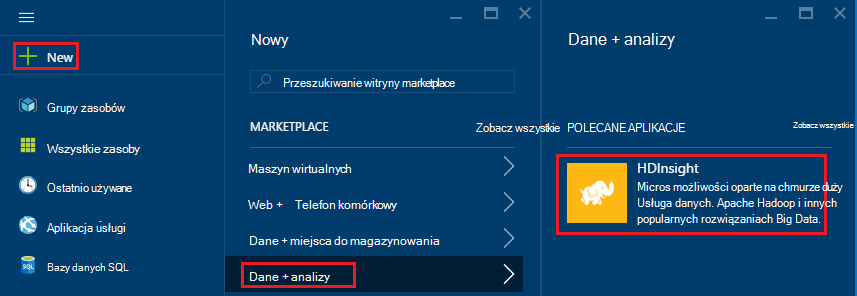 New
Grupy zasobów
Wszystkie zasoby
Ostatnio używane
Aplikacja usługi
SQL
Bazy danych SQL
Nowy
Przeszukiwanie witryny marketplace
MARKETPLACE
Zobacz wszystkie
Maszyn wirtualnych
Web + Telefon komórkowy
Dane + miejsca do magazynowania
Dane + analizy
Dane + analizy
POLECANE APLIKACJE
Zobacz wszystkie
HDInsight
Micros możliwości oparte na chmurze duży
Usługa danych. Apache Hadoop i innych
popularnych rozwiązaniach Big Data.